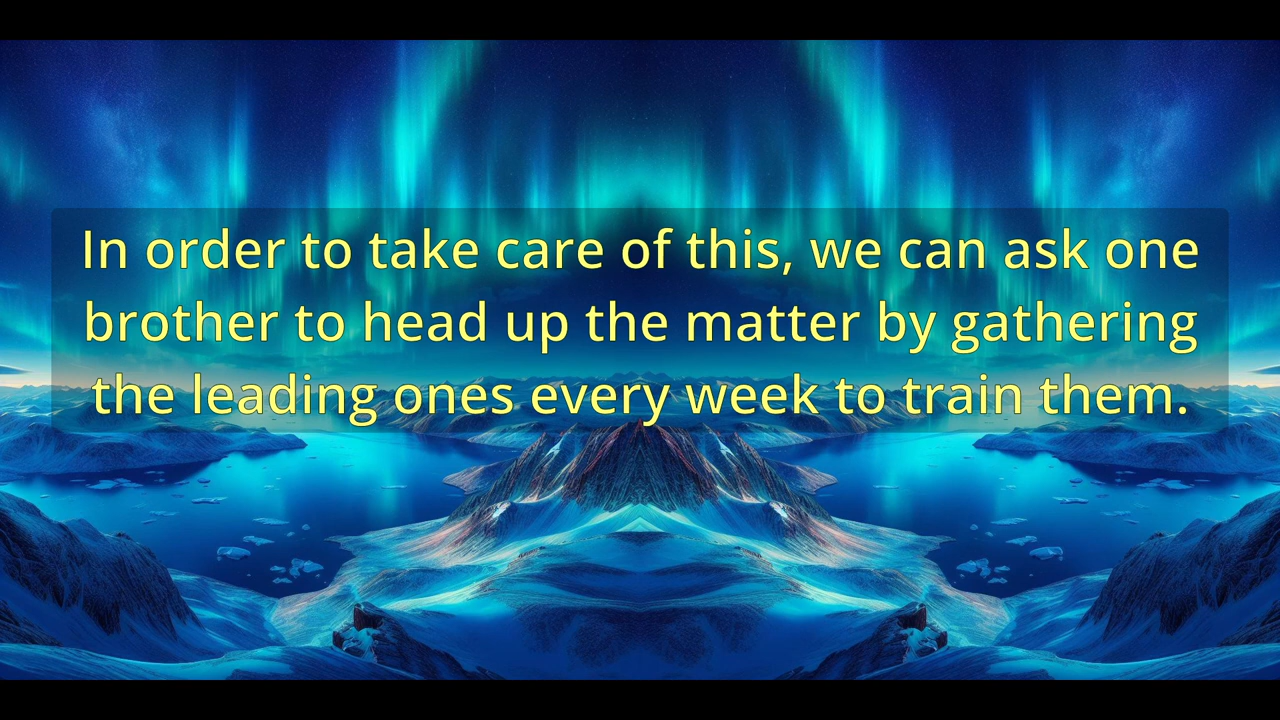 In order to take care of this, we can ask one
brother to head up the matter by gathering
the leading ones every week to train them.